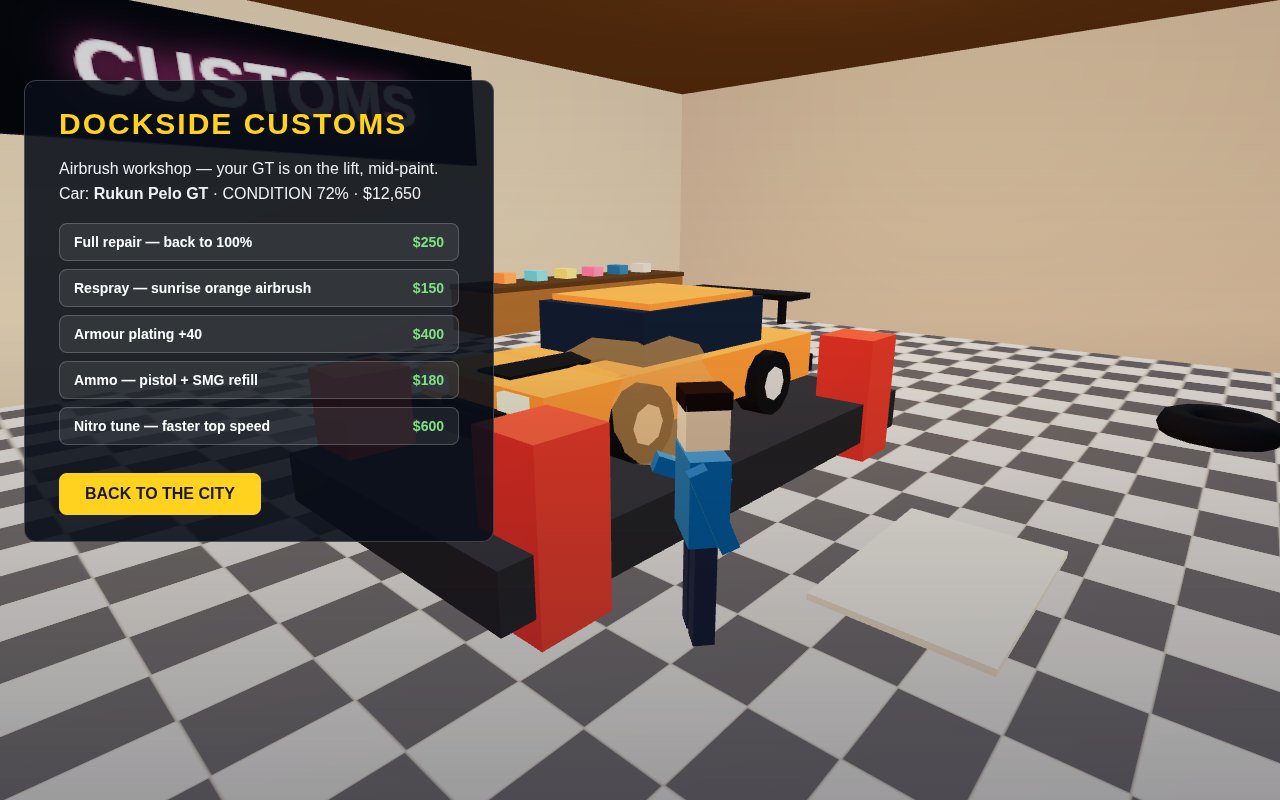 CUSTOMS
DOCKSIDE CUSTOMS
Airbrush workshop — your GT is on the lift, mid-paint.
Car: Rukun Pelo GT · CONDITION 72% · $12,650
Full repair — back to 100% $250
Respray — sunrise orange airbrush $150
Armour plating +40 $400
Ammo — pistol + SMG refill $180
Nitro tune — faster top speed $600
BACK TO THE CITY